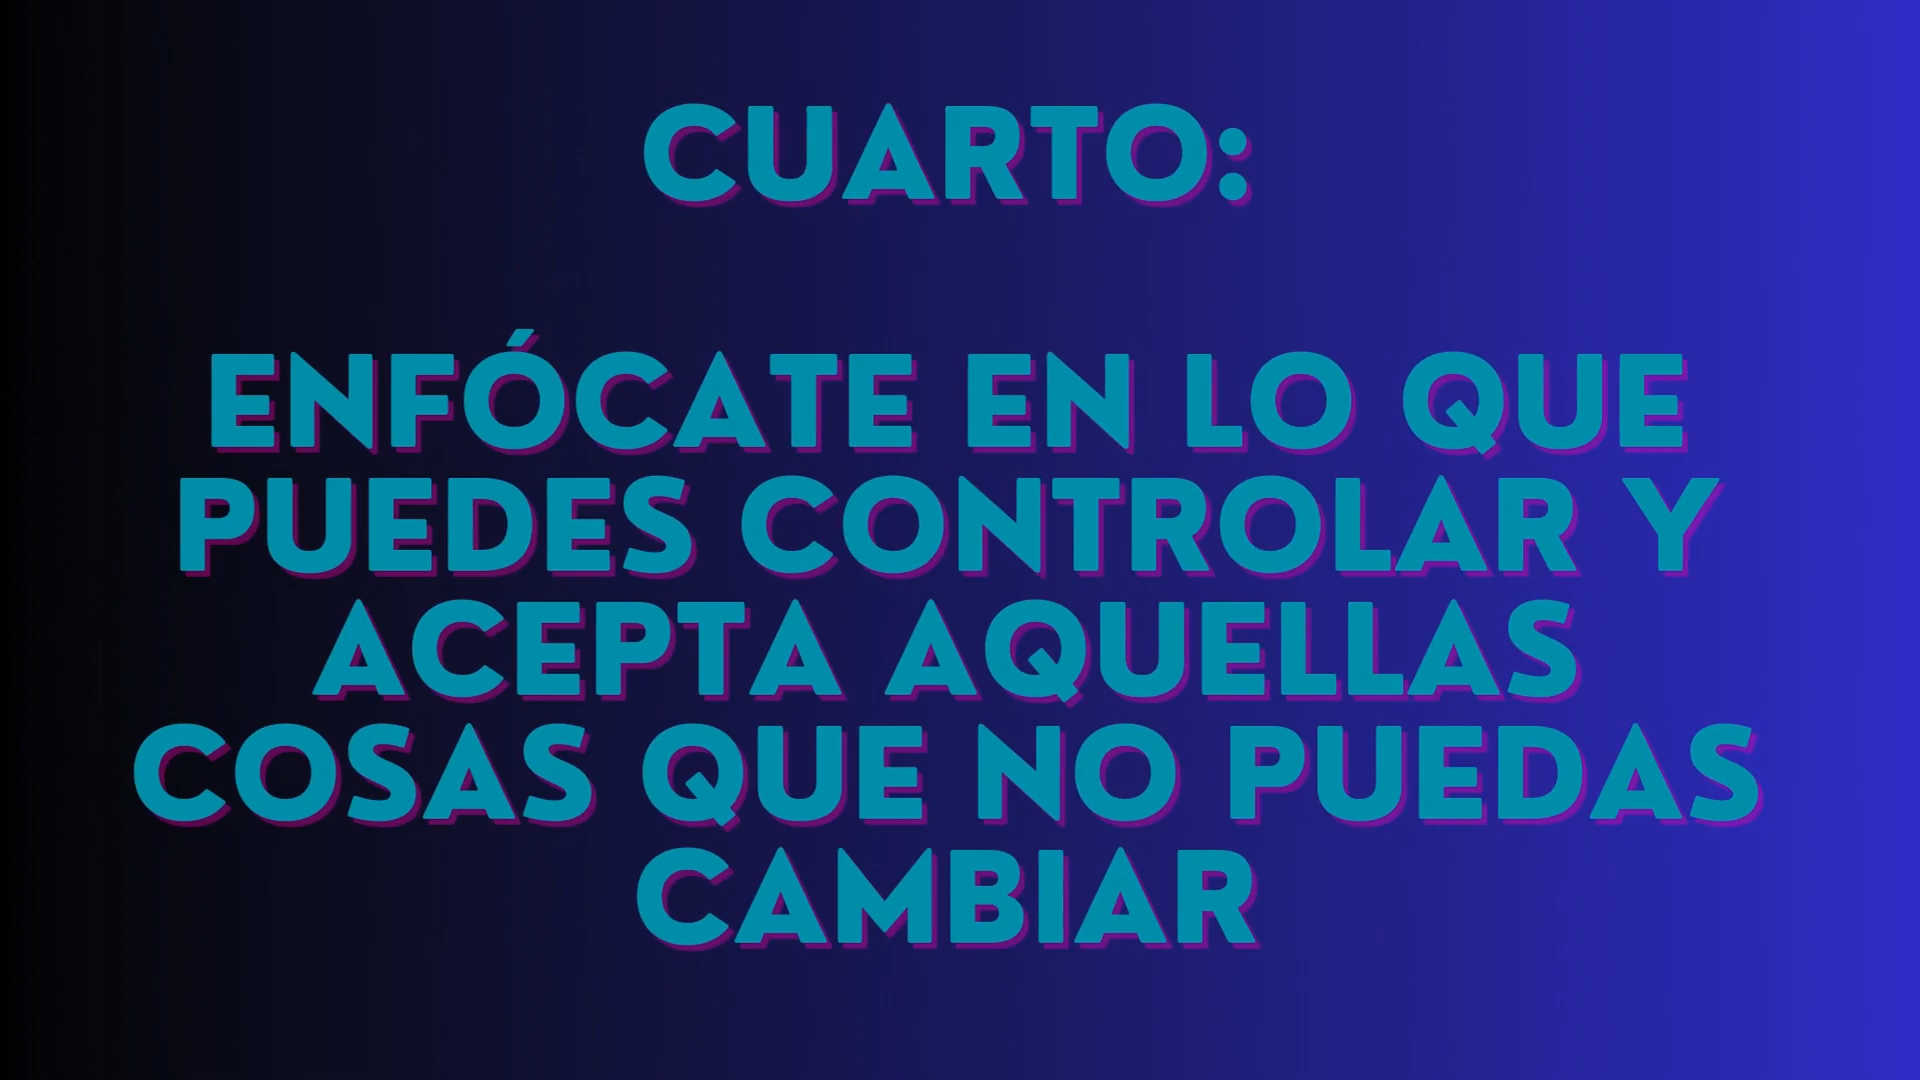 CUARTO:
ENFÓCATE EN LO QUE
PUEDES CONTROLAR Y
ACEPTA AQUELLAS
COSAS QUE NO PUEDAS
CAMBIAR